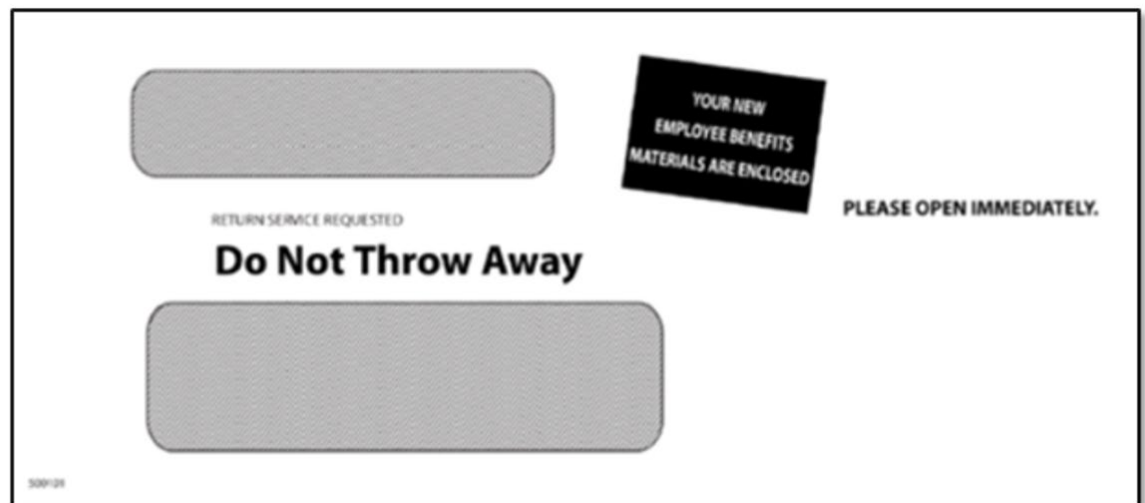 YOUR NEW
EMPLOYEE BENEFITS
MATERIALS ARE ENCLOSED
PLEASE OPEN IMMEDIATELY.
RETURN SERVICE REQUESTED
Do Not Throw Away